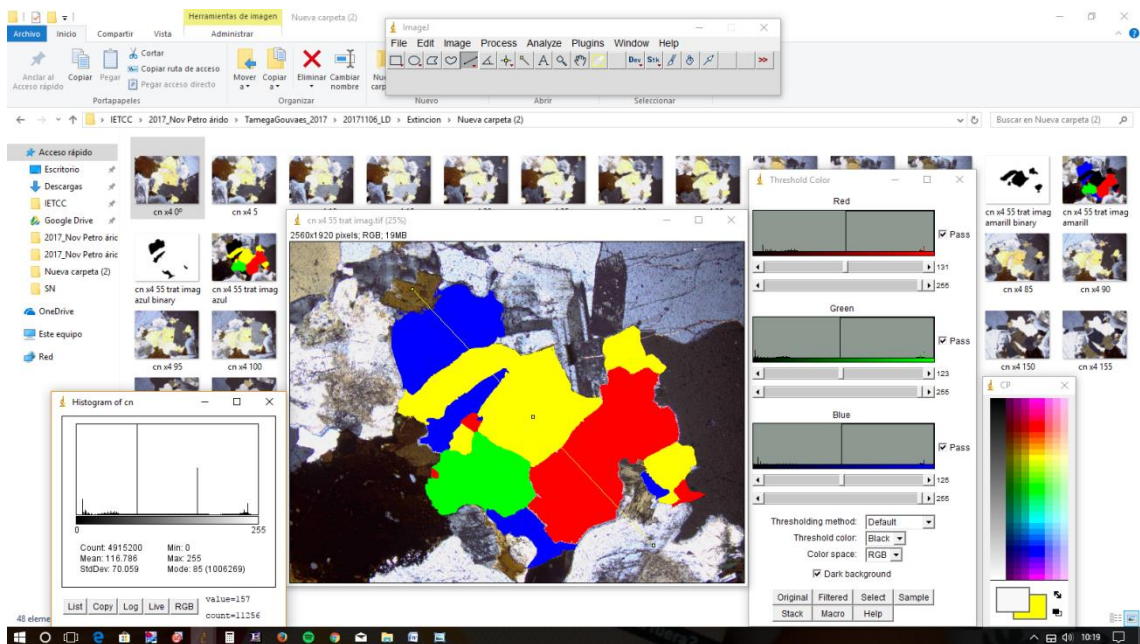 Herramientas de imagen
Nueva carpeta (2)
Archivo Inicio Compartir Vista Administrar
Anclar al Acceso rápido
Copiar
Pegar
Cortar
Copiar ruta de acceso
Pegar acceso directo
Mover a
Copiar a
Eliminar
Cambiar nombre
Portapapeles
Organizar
Nuevo
Abrir
Seleccionar
ImageJ
File Edit Image Process Analyze Plugins Window Help
Dev Stk >>
IETCC > 2017_Nov Petro árido > TamegaGouvaes_2017 > 20171106_LD > Extincion > Nueva carpeta (2)
Buscar en Nueva carpeta (2)
Acceso rápido
Escritorio
Descargas
IETCC
Google Drive
2017_Nov Petro áric
2017_Nov Petro áric
Nueva carpeta (2)
SN
OneDrive
Este equipo
Red
48 eleme
cn x4 0º
cn x4 5
cn x4 55 trat imag
cn x4 55 trat imag amarill
cn x4 55 trat imag azul binary
cn x4 55 trat imag azul
cn x4 85
cn x4 90
cn x4 95
cn x4 100
cn x4 150
cn x4 155
cn x4 55 trat imag.tif (25%)
2560x1920 pixels; RGB; 19MB
Histogram of cn
0 255
Count: 4915200 Min: 0
Mean: 116.786 Max: 255
StdDev: 70.059 Mode: 85 (1006269)
List Copy Log Live RGB
value=157
count=11256
Threshold Color
Red
Pass
131
255
Green
Pass
123
255
Blue
Pass
125
255
Thresholding method: Default
Threshold color: Black
Color space: RGB
Dark background
Original Filtered Select Sample
Stack Macro Help
CP
10:19